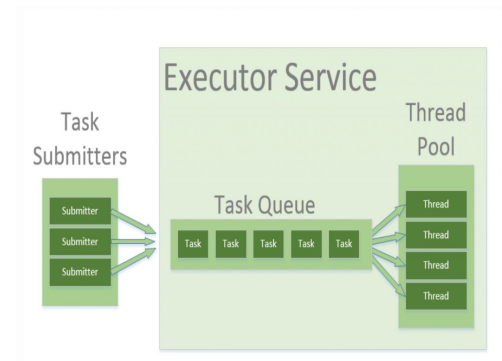 Executor Service
Task
Submitters
Thread
Pool
Task Queue
Submitter
Submitter
Submitter
Task Task Task Task Task
Thread
Thread
Thread
Thread